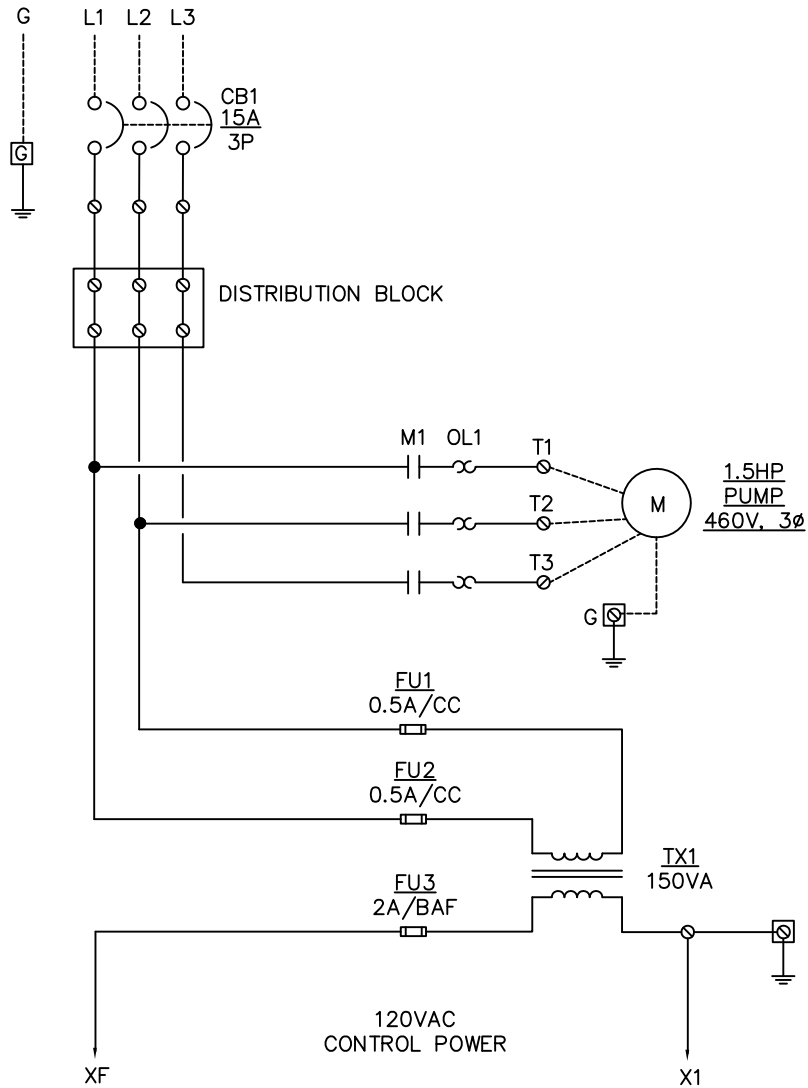 G L1 L2 L3
CB1
15A
3P
G
DISTRIBUTION BLOCK
M1 OL1 T1
T2
T3
M
1.5HP
PUMP
460V, 3ø
G
FU1
0.5A/CC
FU2
0.5A/CC
TX1
150VA
FU3
2A/BAF
120VAC
CONTROL POWER
XF X1